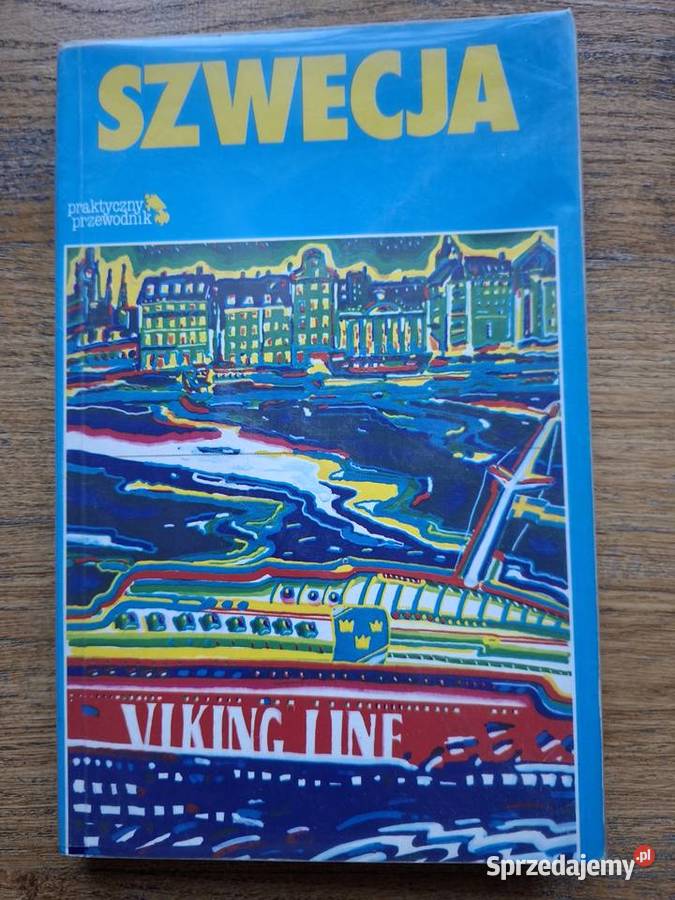 SZWECJA
praktyczny
przewodnik
VIKING LINE
Sprzedajemy.pl